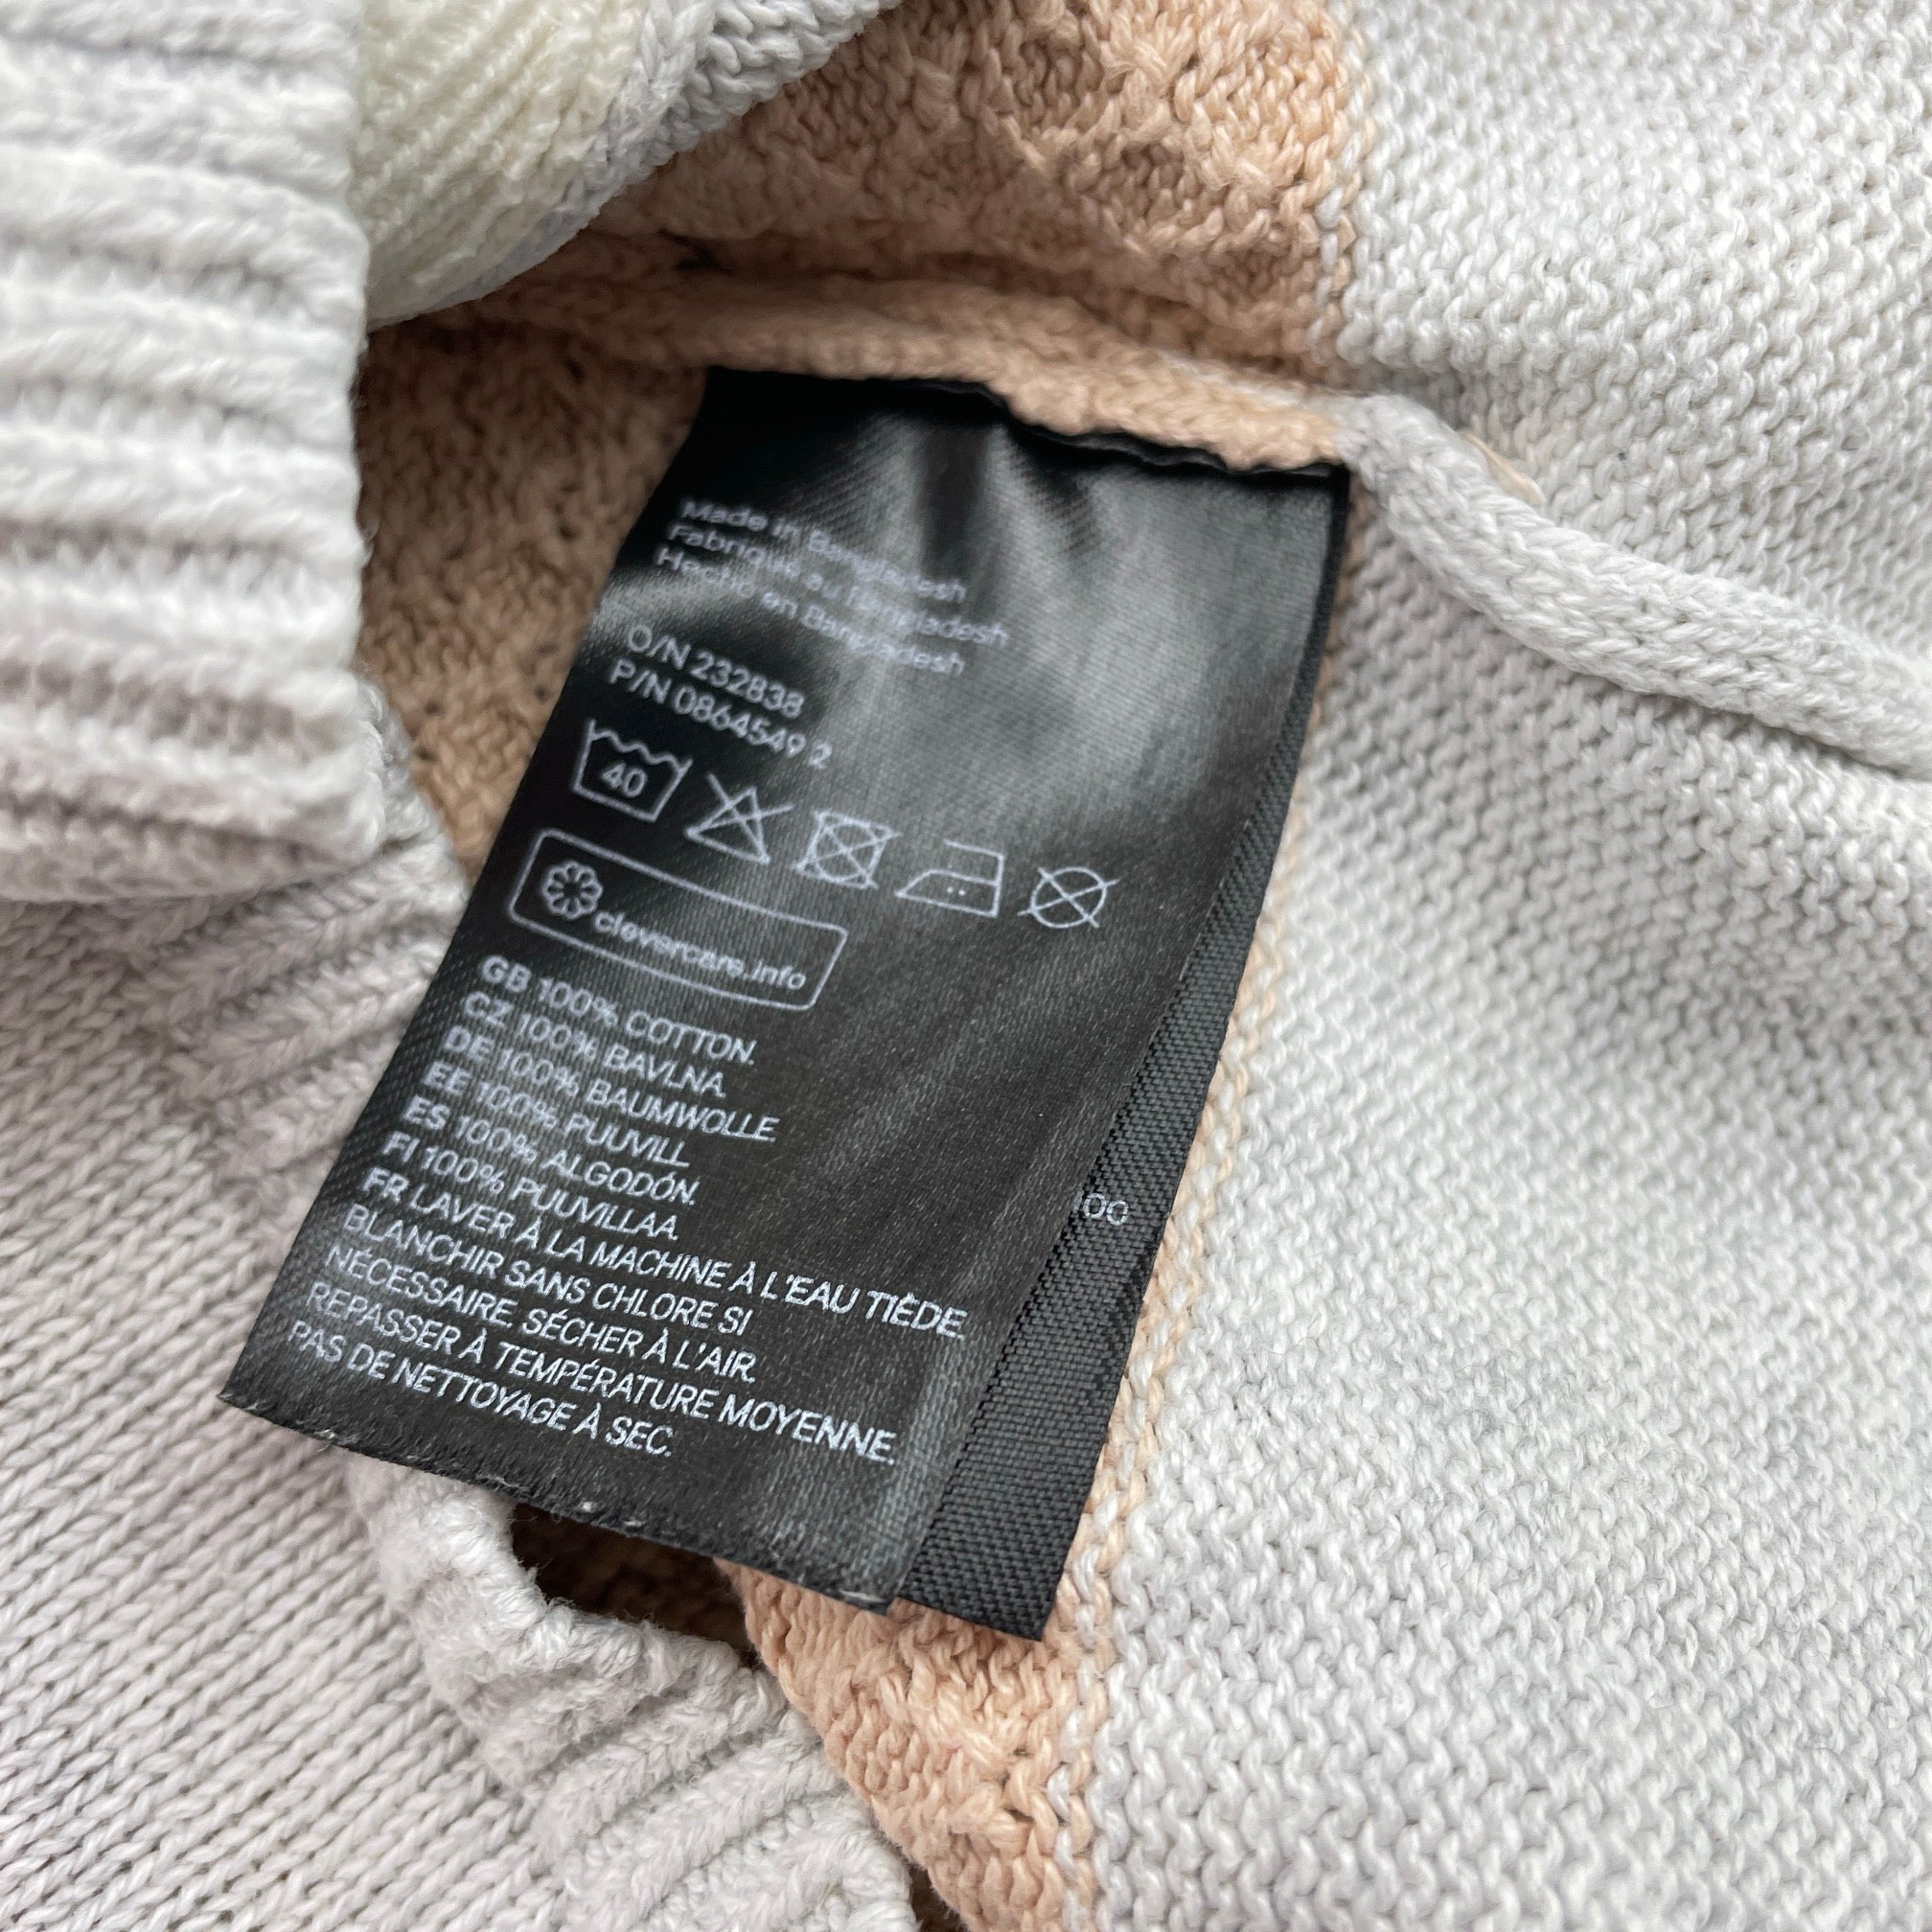 Made in Bangladesh
Fabriqué au Bangladesh
Hecho en Bangladesh
O/N 232838
P/N 0864549 2
40
clevercare.info
GB 100% COTTON.
CZ 100% BAVLNA.
DE 100% BAUMWOLLE.
EE 100% PUUVILL.
ES 100% ALGODÓN.
FI 100% PUUVILLAA.
FR LAVER À LA MACHINE À L'EAU TIÈDE.
BLANCHIR SANS CHLORE SI
NÉCESSAIRE. SÉCHER À L'AIR.
REPASSER À TEMPÉRATURE MOYENNE.
PAS DE NETTOYAGE À SEC.